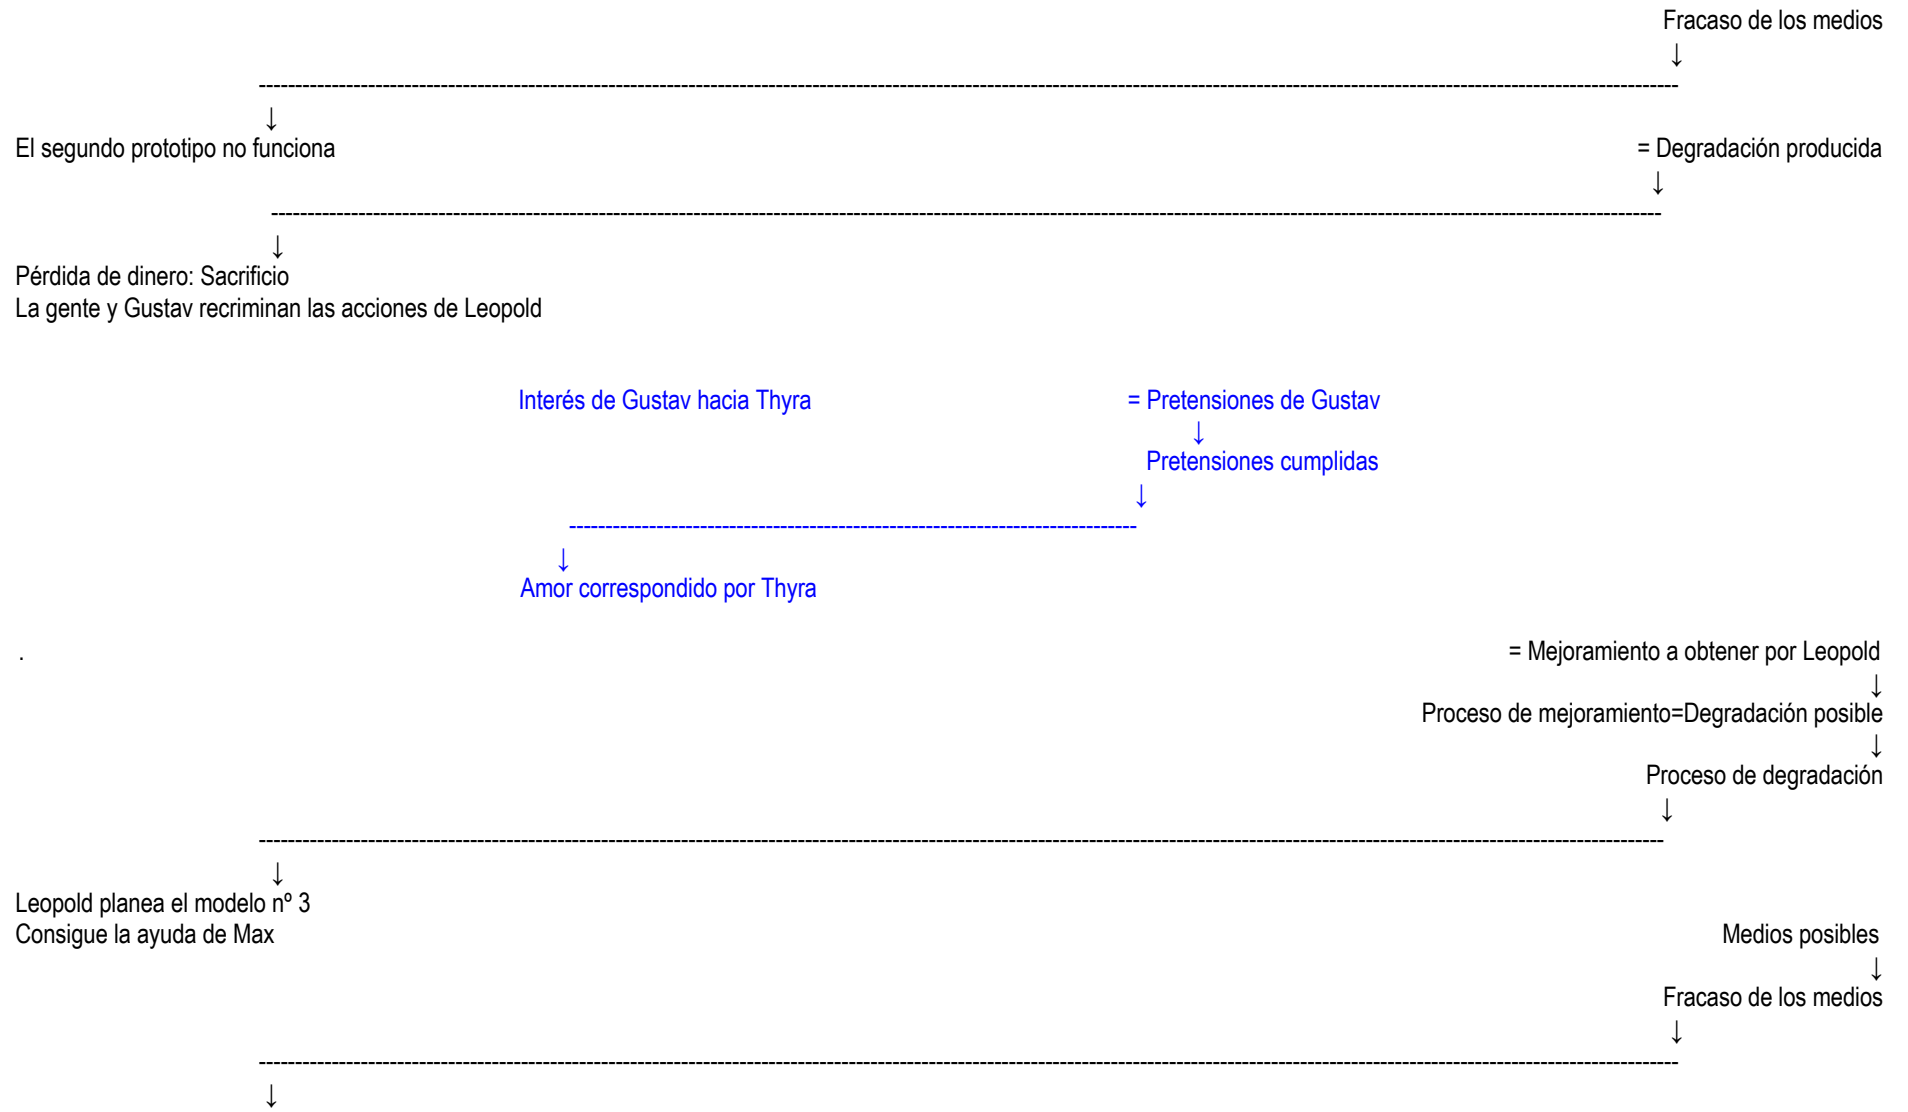 Fracaso de los medios
↓
------------------------------------------------------------
↓
El segundo prototipo no funciona = Degradación producida
↓
------------------------------------------------------------
↓
Pérdida de dinero: Sacrificio
La gente y Gustav recriminan las acciones de Leopold
Interés de Gustav hacia Thyra = Pretensiones de Gustav
↓
Pretensiones cumplidas
↓
------------------------------------------------------------
↓
Amor correspondido por Thyra
. = Mejoramiento a obtener por Leopold
↓
Proceso de mejoramiento=Degradación posible
↓
Proceso de degradación
↓
------------------------------------------------------------
↓
Leopold planea el modelo nº 3
Consigue la ayuda de Max Medios posibles
↓
Fracaso de los medios
↓
------------------------------------------------------------
↓